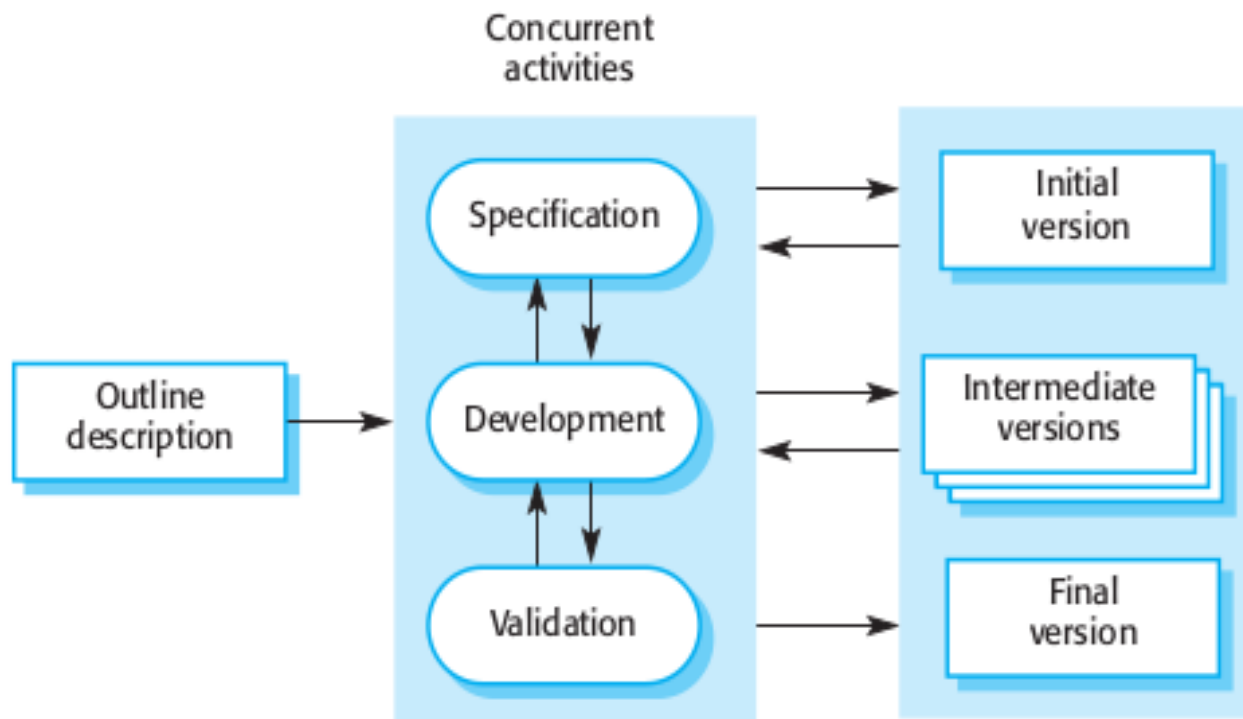 Concurrent
activities
Specification
Initial
version
Outline
description
Development
Intermediate
versions
Validation
Final
version